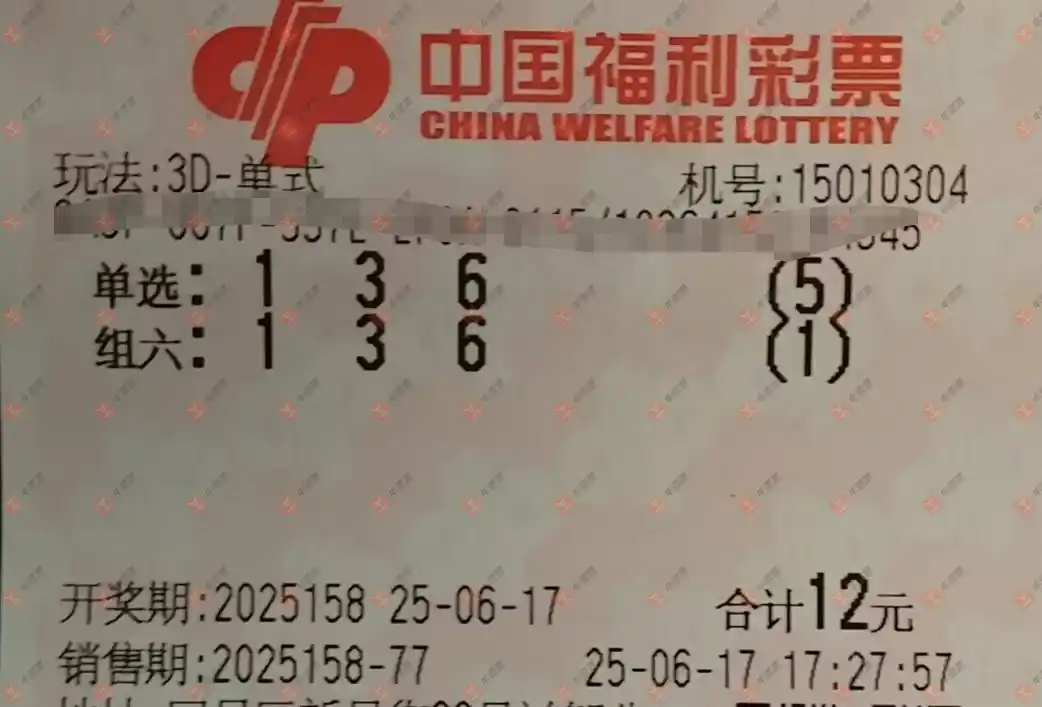 中国福利彩票
CHINA WELFARE LOTTERY
玩法:3D-单式 机号:15010304
单选: 1 3 6 (5)
组六: 1 3 6 (1)
开奖期:2025158 25-06-17 合计12元
销售期:2025158-77 25-06-17 17:27:57